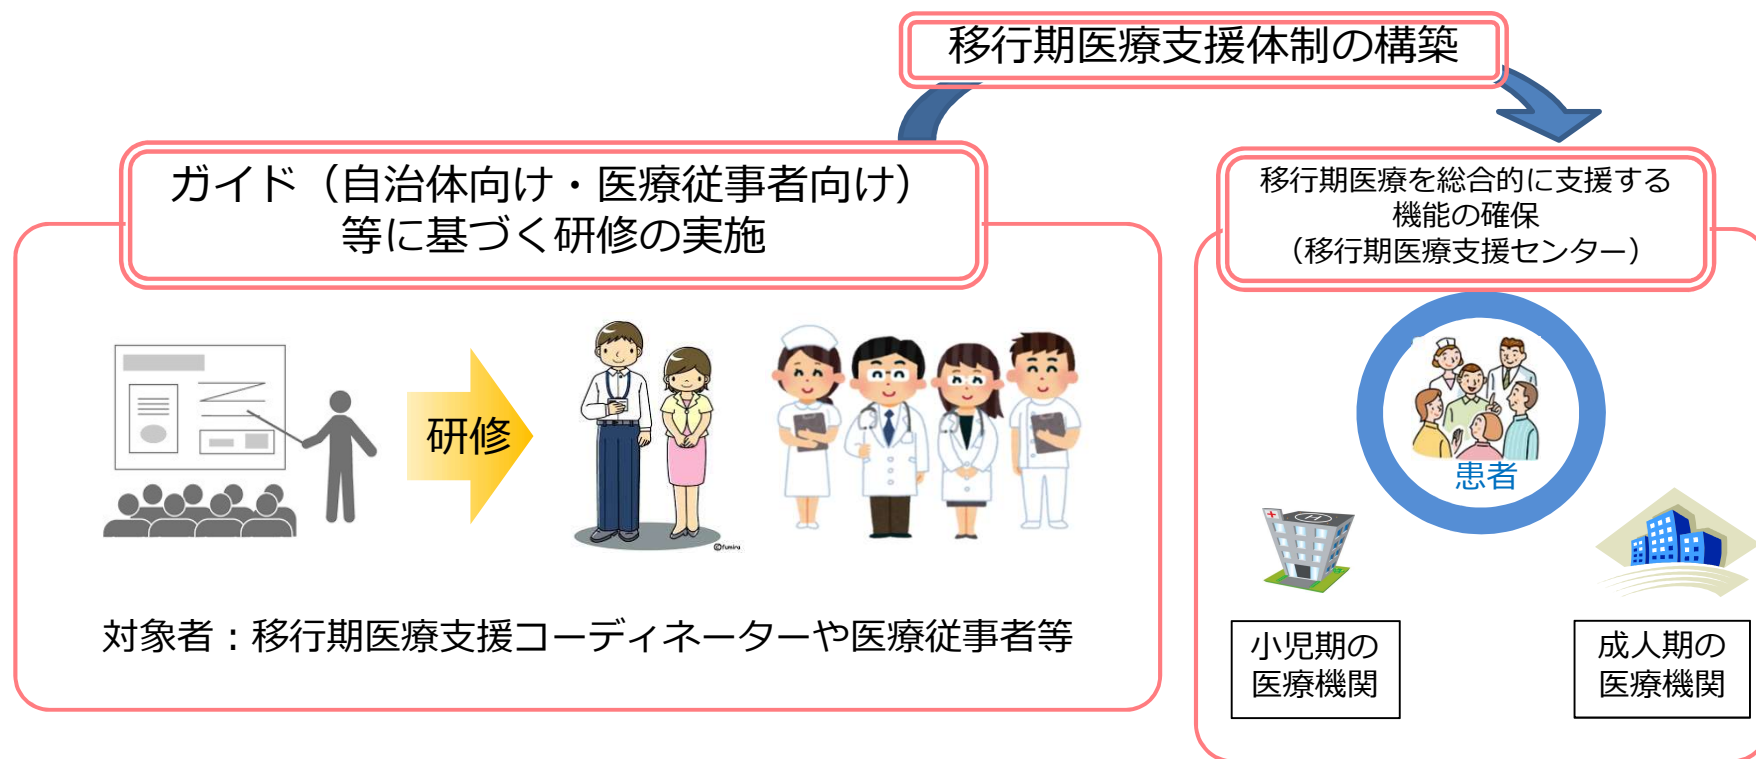 移行期医療支援体制の構築
ガイド（自治体向け・医療従事者向け）
等に基づく研修の実施
研修
©fumira
対象者：移行期医療支援コーディネーターや医療従事者等
移行期医療を総合的に支援する
機能の確保
（移行期医療支援センター）
患者
H
小児期の
医療機関
成人期の
医療機関